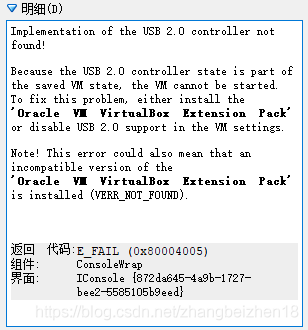 明细(D)
Implementation of the USB 2.0 controller not
found!
Because the USB 2.0 controller state is part of
the saved VM state, the VM cannot be started.
To fix this problem, either install the
'Oracle VM VirtualBox Extension Pack'
or disable USB 2.0 support in the VM settings.
Note! This error could also mean that an
incompatible version of the
'Oracle VM VirtualBox Extension Pack'
is installed (VERR_NOT_FOUND).
返回 代码:E_FAIL (0x80004005)
组件: ConsoleWrap
界面: IConsole {872da645-4a9b-1727-
bee2-5585105b9eed}
https://blog.csdn.net/zhangbeizhen18